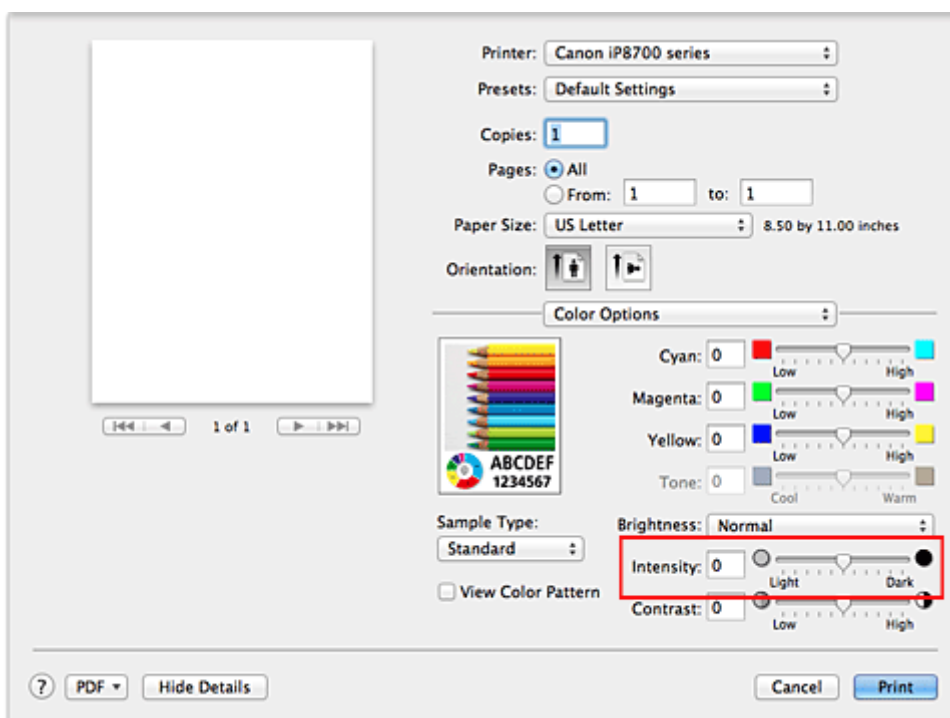 Printer: Canon iP8700 series
Presets: Default Settings
Copies: 1
Pages: All
From: 1 to: 1
Paper Size: US Letter 8.50 by 11.00 inches
Orientation:
Color Options
1 of 1
ABCDEF
1234567
Cyan: 0
Low High
Magenta: 0
Low High
Yellow: 0
Low High
Tone: 0
Cool Warm
Sample Type:
Standard
View Color Pattern
Brightness: Normal
Intensity: 0
Light Dark
Contrast: 0
Low High
? PDF Hide Details Cancel Print